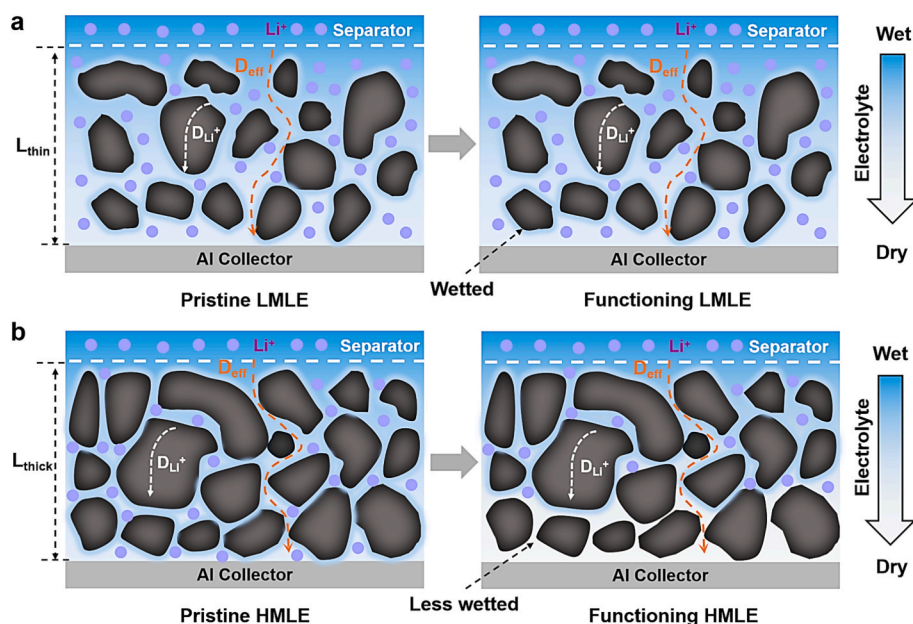 a
Li⁺ Separator
D_eff
D_Li⁺
L_thin
Al Collector
Pristine LMLE
Li⁺ Separator
D_eff
D_Li⁺
Al Collector
Wetted
Functioning LMLE
Wet
Electrolyte
Dry
b
Li⁺ Separator
D_eff
D_Li⁺
L_thick
Al Collector
Pristine HMLE
Li⁺ Separator
D_eff
D_Li⁺
Al Collector
Less wetted
Functioning HMLE
Wet
Electrolyte
Dry